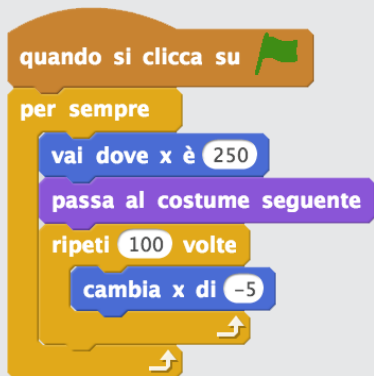 quando si clicca su
per sempre
vai dove x è 250
passa al costume seguente
ripeti 100 volte
cambia x di -5